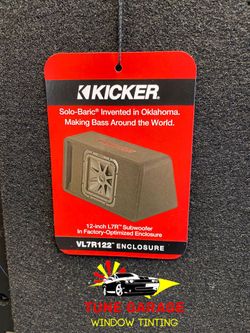 KICKER
Solo-Baric® Invented in Oklahoma.
Making Bass Around the World.
12-inch L7R™ Subwoofer
In Factory-Optimized Enclosure
VL7R122™ ENCLOSURE
TUNE GARAGE
WINDOW TINTING